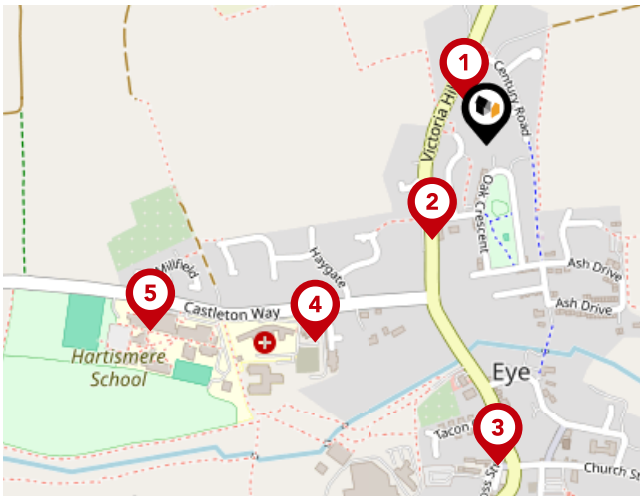 1
Century Road
Victoria Hill
2
Oak Crescent
Millfield
Haygate
Ash Drive
5
4
Castleton Way
Ash Drive
Hartismere
School
Eye
3
Tacon
Church S
ss S